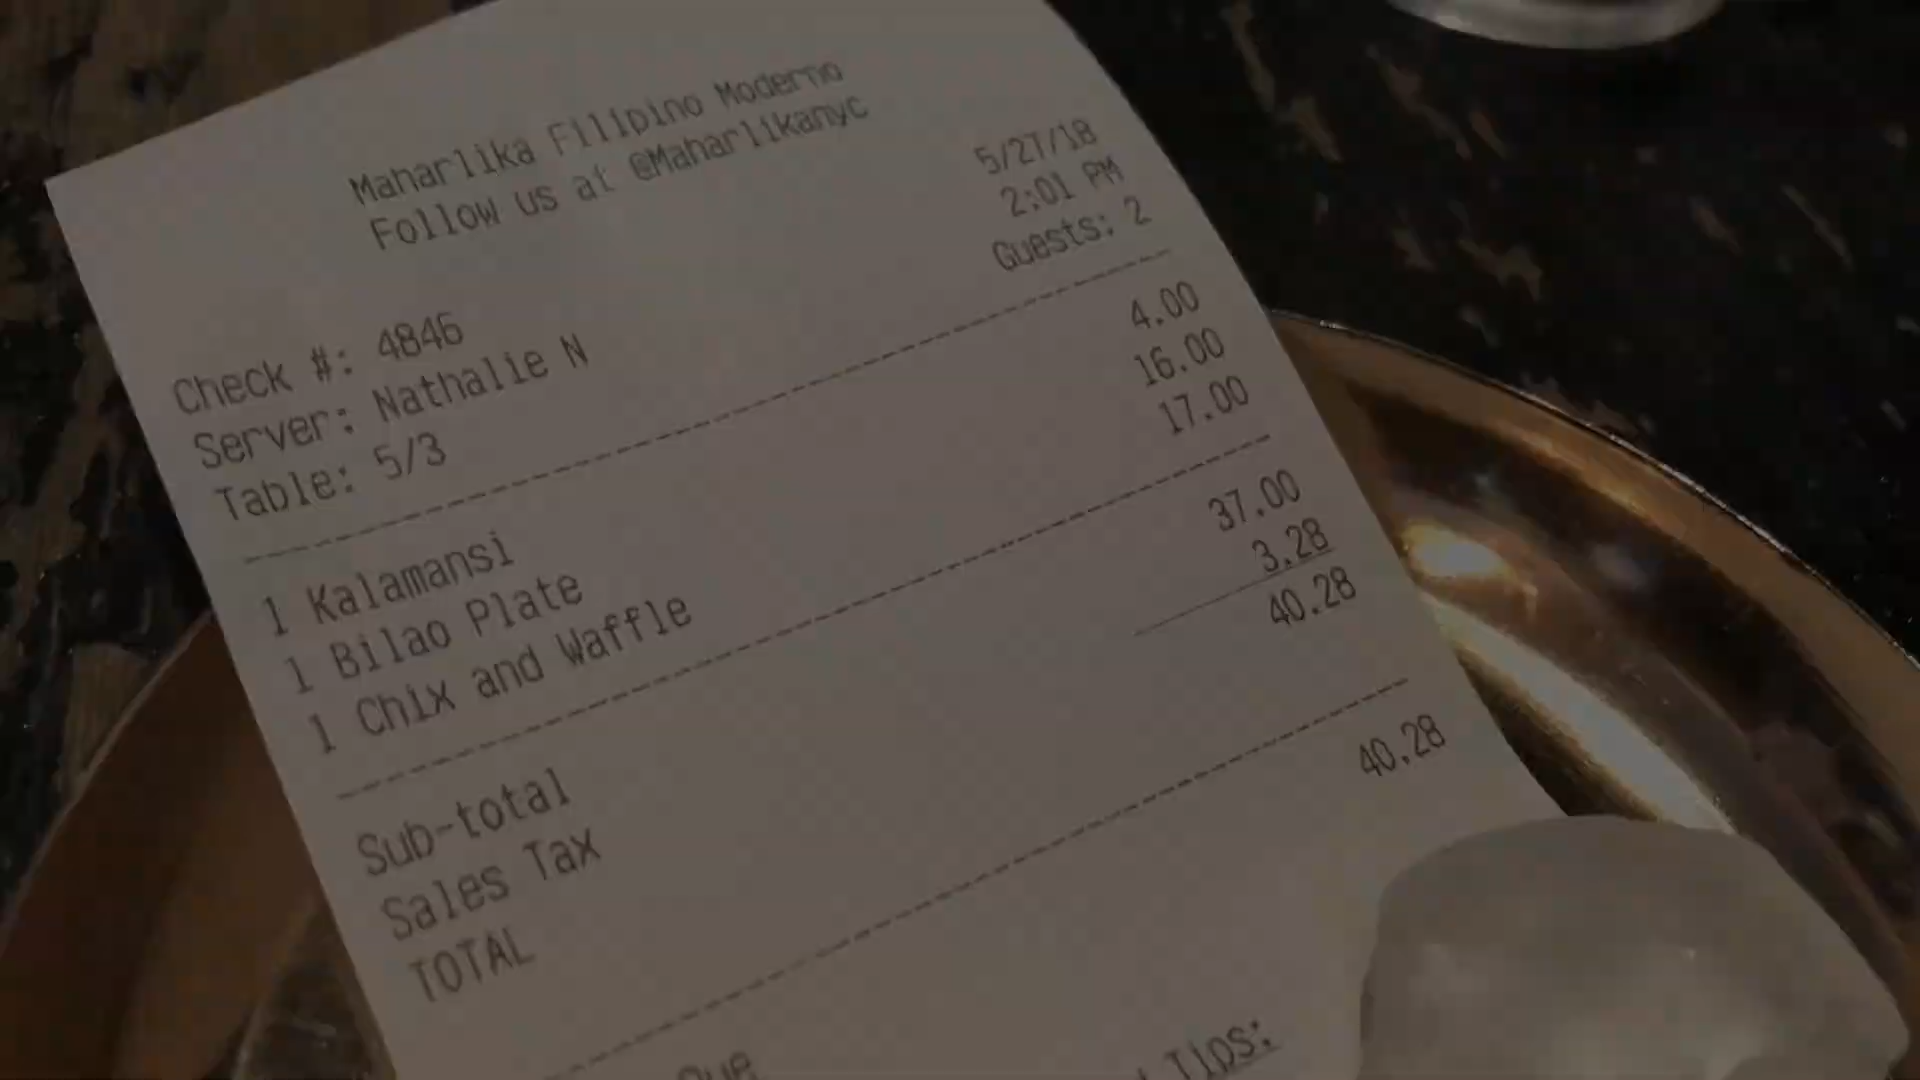 Maharlika Filipino Moderno
Follow us at @Maharlikanyc
5/27/18
2:01 PM
Guests: 2
Check #: 4846
Server: Nathalie N
Table: 5/3
1 Kalamansi 4.00
1 Bilao Plate 16.00
1 Chix and Waffle 17.00
Sub-total 37.00
Sales Tax 3.28
TOTAL 40.28
Due 40.28
Tips: